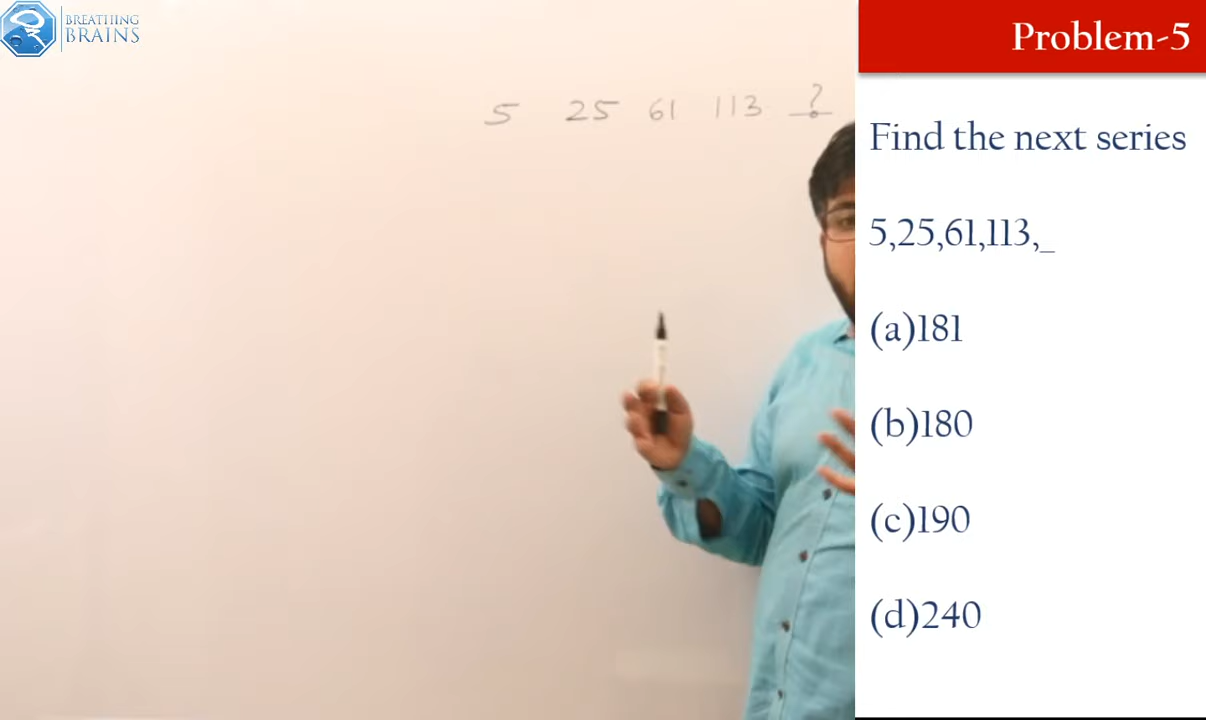 BREATHING
BRAINS
5 25 61 113 ?
Problem-5
Find the next series
5,25,61,113,_
(a)181
(b)180
(c)190
(d)240